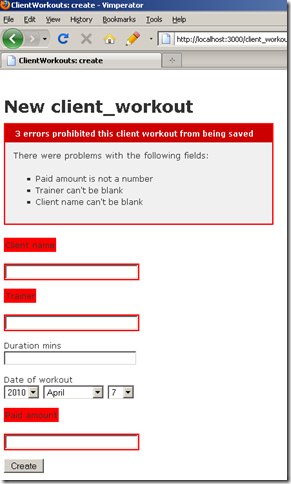 ClientWorkouts: create - Vimperator
File Edit View History Bookmarks Tools Help
http://localhost:3000/client_workou
ClientWorkouts: create
New client_workout
3 errors prohibited this client workout from being saved
There were problems with the following fields:
Paid amount is not a number
Trainer can't be blank
Client name can't be blank
Client name
Trainer
Duration mins
Date of workout
2010 April 7
Paid amount
Create